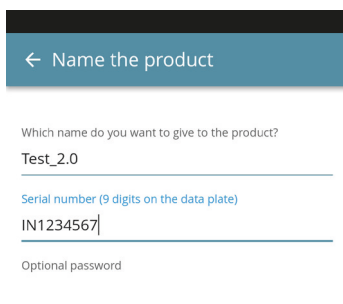 ← Name the product
Which name do you want to give to the product?
Test_2.0
Serial number (9 digits on the data plate)
IN1234567
Optional password